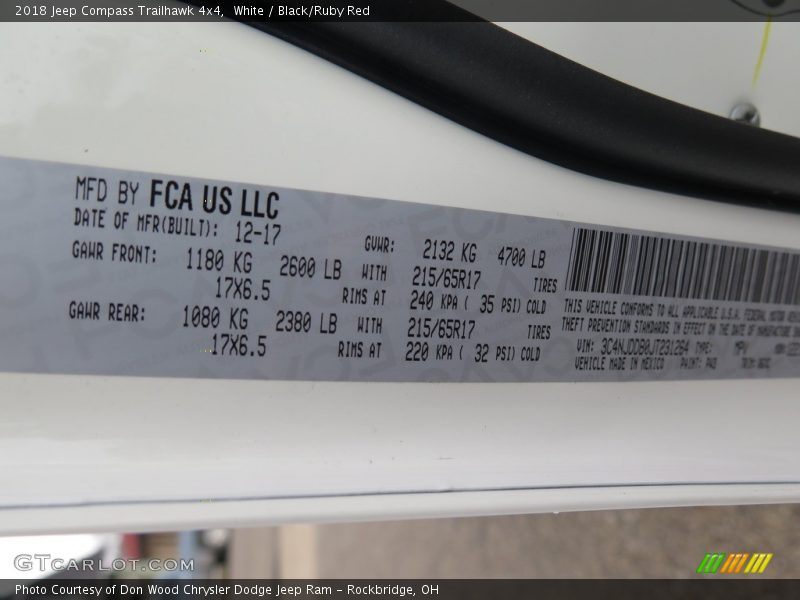 2018 Jeep Compass Trailhawk 4x4, White / Black/Ruby Red
MFD BY FCA US LLC
DATE OF MFR(BUILT): 12-17
GAWR FRONT: 1180 KG 2600 LB WITH
17X6.5 RIMS AT
GAWR REAR: 1080 KG 2380 LB WITH
17X6.5 RIMS AT
GVWR: 2132 KG 4700 LB
215/65R17 TIRES
240 KPA ( 35 PSI) COLD
215/65R17 TIRES
220 KPA ( 32 PSI) COLD
THIS VEHICLE CONFORMS TO ALL APPLICABLE U.S.A.
THEFT PREVENTION STANDARDS IN EFFECT ON THE DATE OF MANUFACTURE
VIN: 3C4NJDDB0JT231264 TYPE: MPV
VEHICLE MADE IN MEXICO PAINT:
GTCARLOT.COM
Photo Courtesy of Don Wood Chrysler Dodge Jeep Ram – Rockbridge, OH